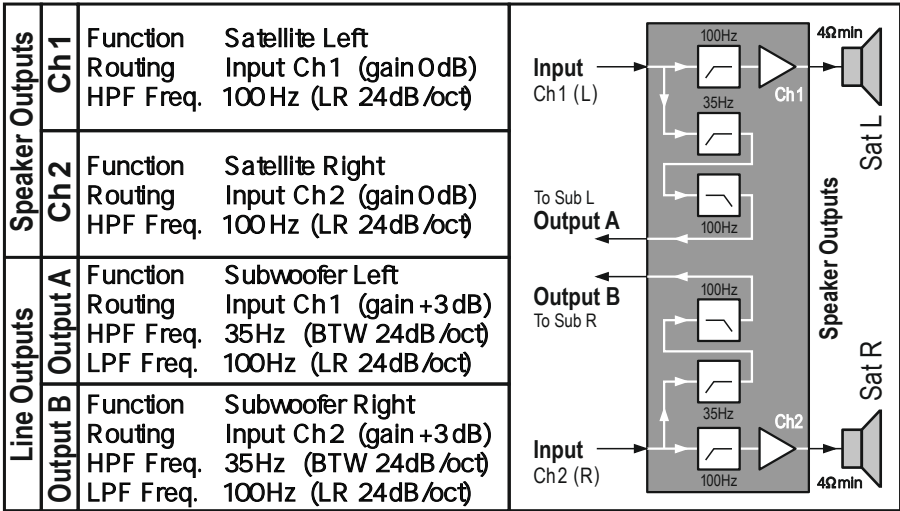 Speaker Outputs
Ch1
Function Satellite Left
Routing Input Ch1 (gain 0dB)
HPF Freq. 100Hz (LR 24dB/oct)
Ch2
Function Satellite Right
Routing Input Ch2 (gain 0dB)
HPF Freq. 100Hz (LR 24dB/oct)
Line Outputs
Output A
Function Subwoofer Left
Routing Input Ch1 (gain +3dB)
HPF Freq. 35Hz (BTW 24dB/oct)
LPF Freq. 100Hz (LR 24dB/oct)
Output B
Function Subwoofer Right
Routing Input Ch2 (gain +3dB)
HPF Freq. 35Hz (BTW 24dB/oct)
LPF Freq. 100Hz (LR 24dB/oct)
100Hz
4Ωmin
Input
Ch1 (L)
Ch1
35Hz
Sat L
To Sub L
Output A
100Hz
Speaker Outputs
100Hz
Output B
To Sub R
Sat R
35Hz
Ch2
Input
Ch2 (R)
100Hz
4Ωmin